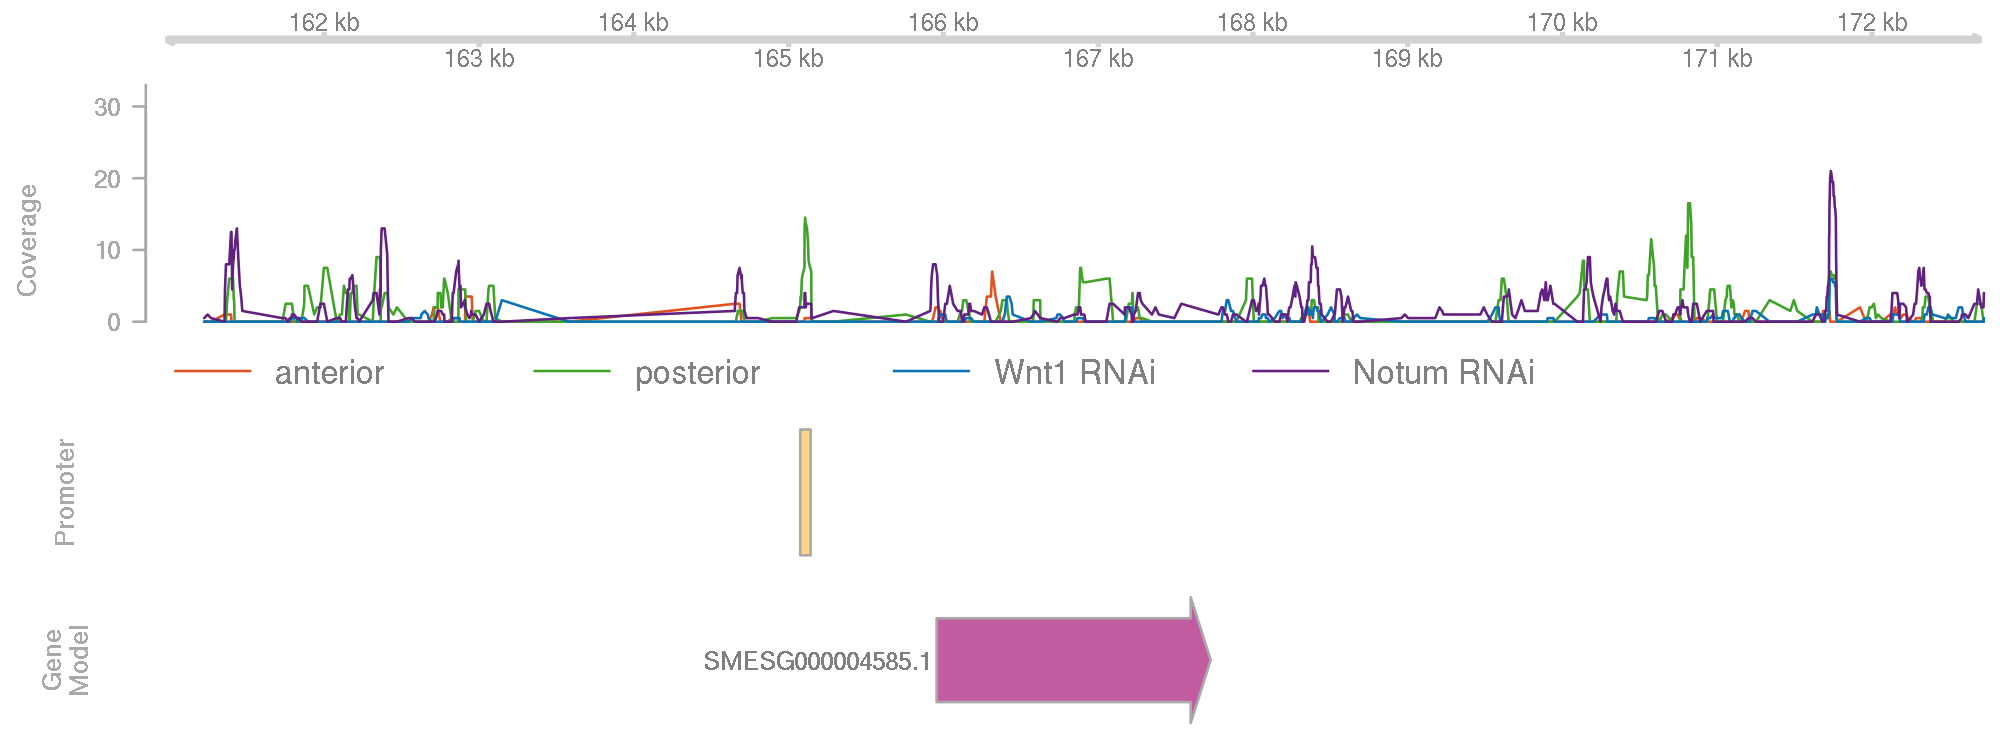 162 kb 164 kb 166 kb 168 kb 170 kb 172 kb
163 kb 165 kb 167 kb 169 kb 171 kb
30
20
10
0
Coverage
anterior posterior Wnt1 RNAi Notum RNAi
Promoter
Gene
Model
SMESG000004585.1